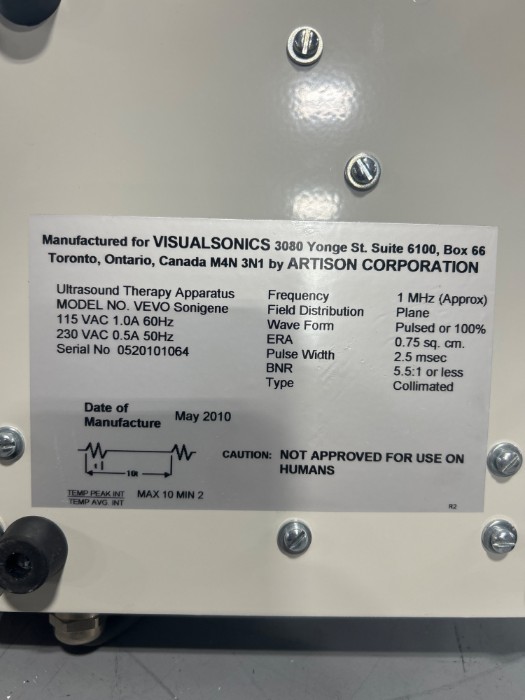 Manufactured for VISUALSONICS 3080 Yonge St. Suite 6100, Box 66
Toronto, Ontario, Canada M4N 3N1 by ARTISON CORPORATION
Ultrasound Therapy Apparatus
MODEL NO. VEVO Sonigene
115 VAC 1.0A 60Hz
230 VAC 0.5A 50Hz
Serial No 0520101064
Frequency 1 MHz (Approx)
Field Distribution Plane
Wave Form Pulsed or 100%
ERA 0.75 sq. cm.
Pulse Width 2.5 msec
BNR 5.5:1 or less
Type Collimated
Date of
Manufacture May 2010
CAUTION: NOT APPROVED FOR USE ON
HUMANS
TEMP PEAK INT MAX 10 MIN 2
TEMP AVG. INT
R2